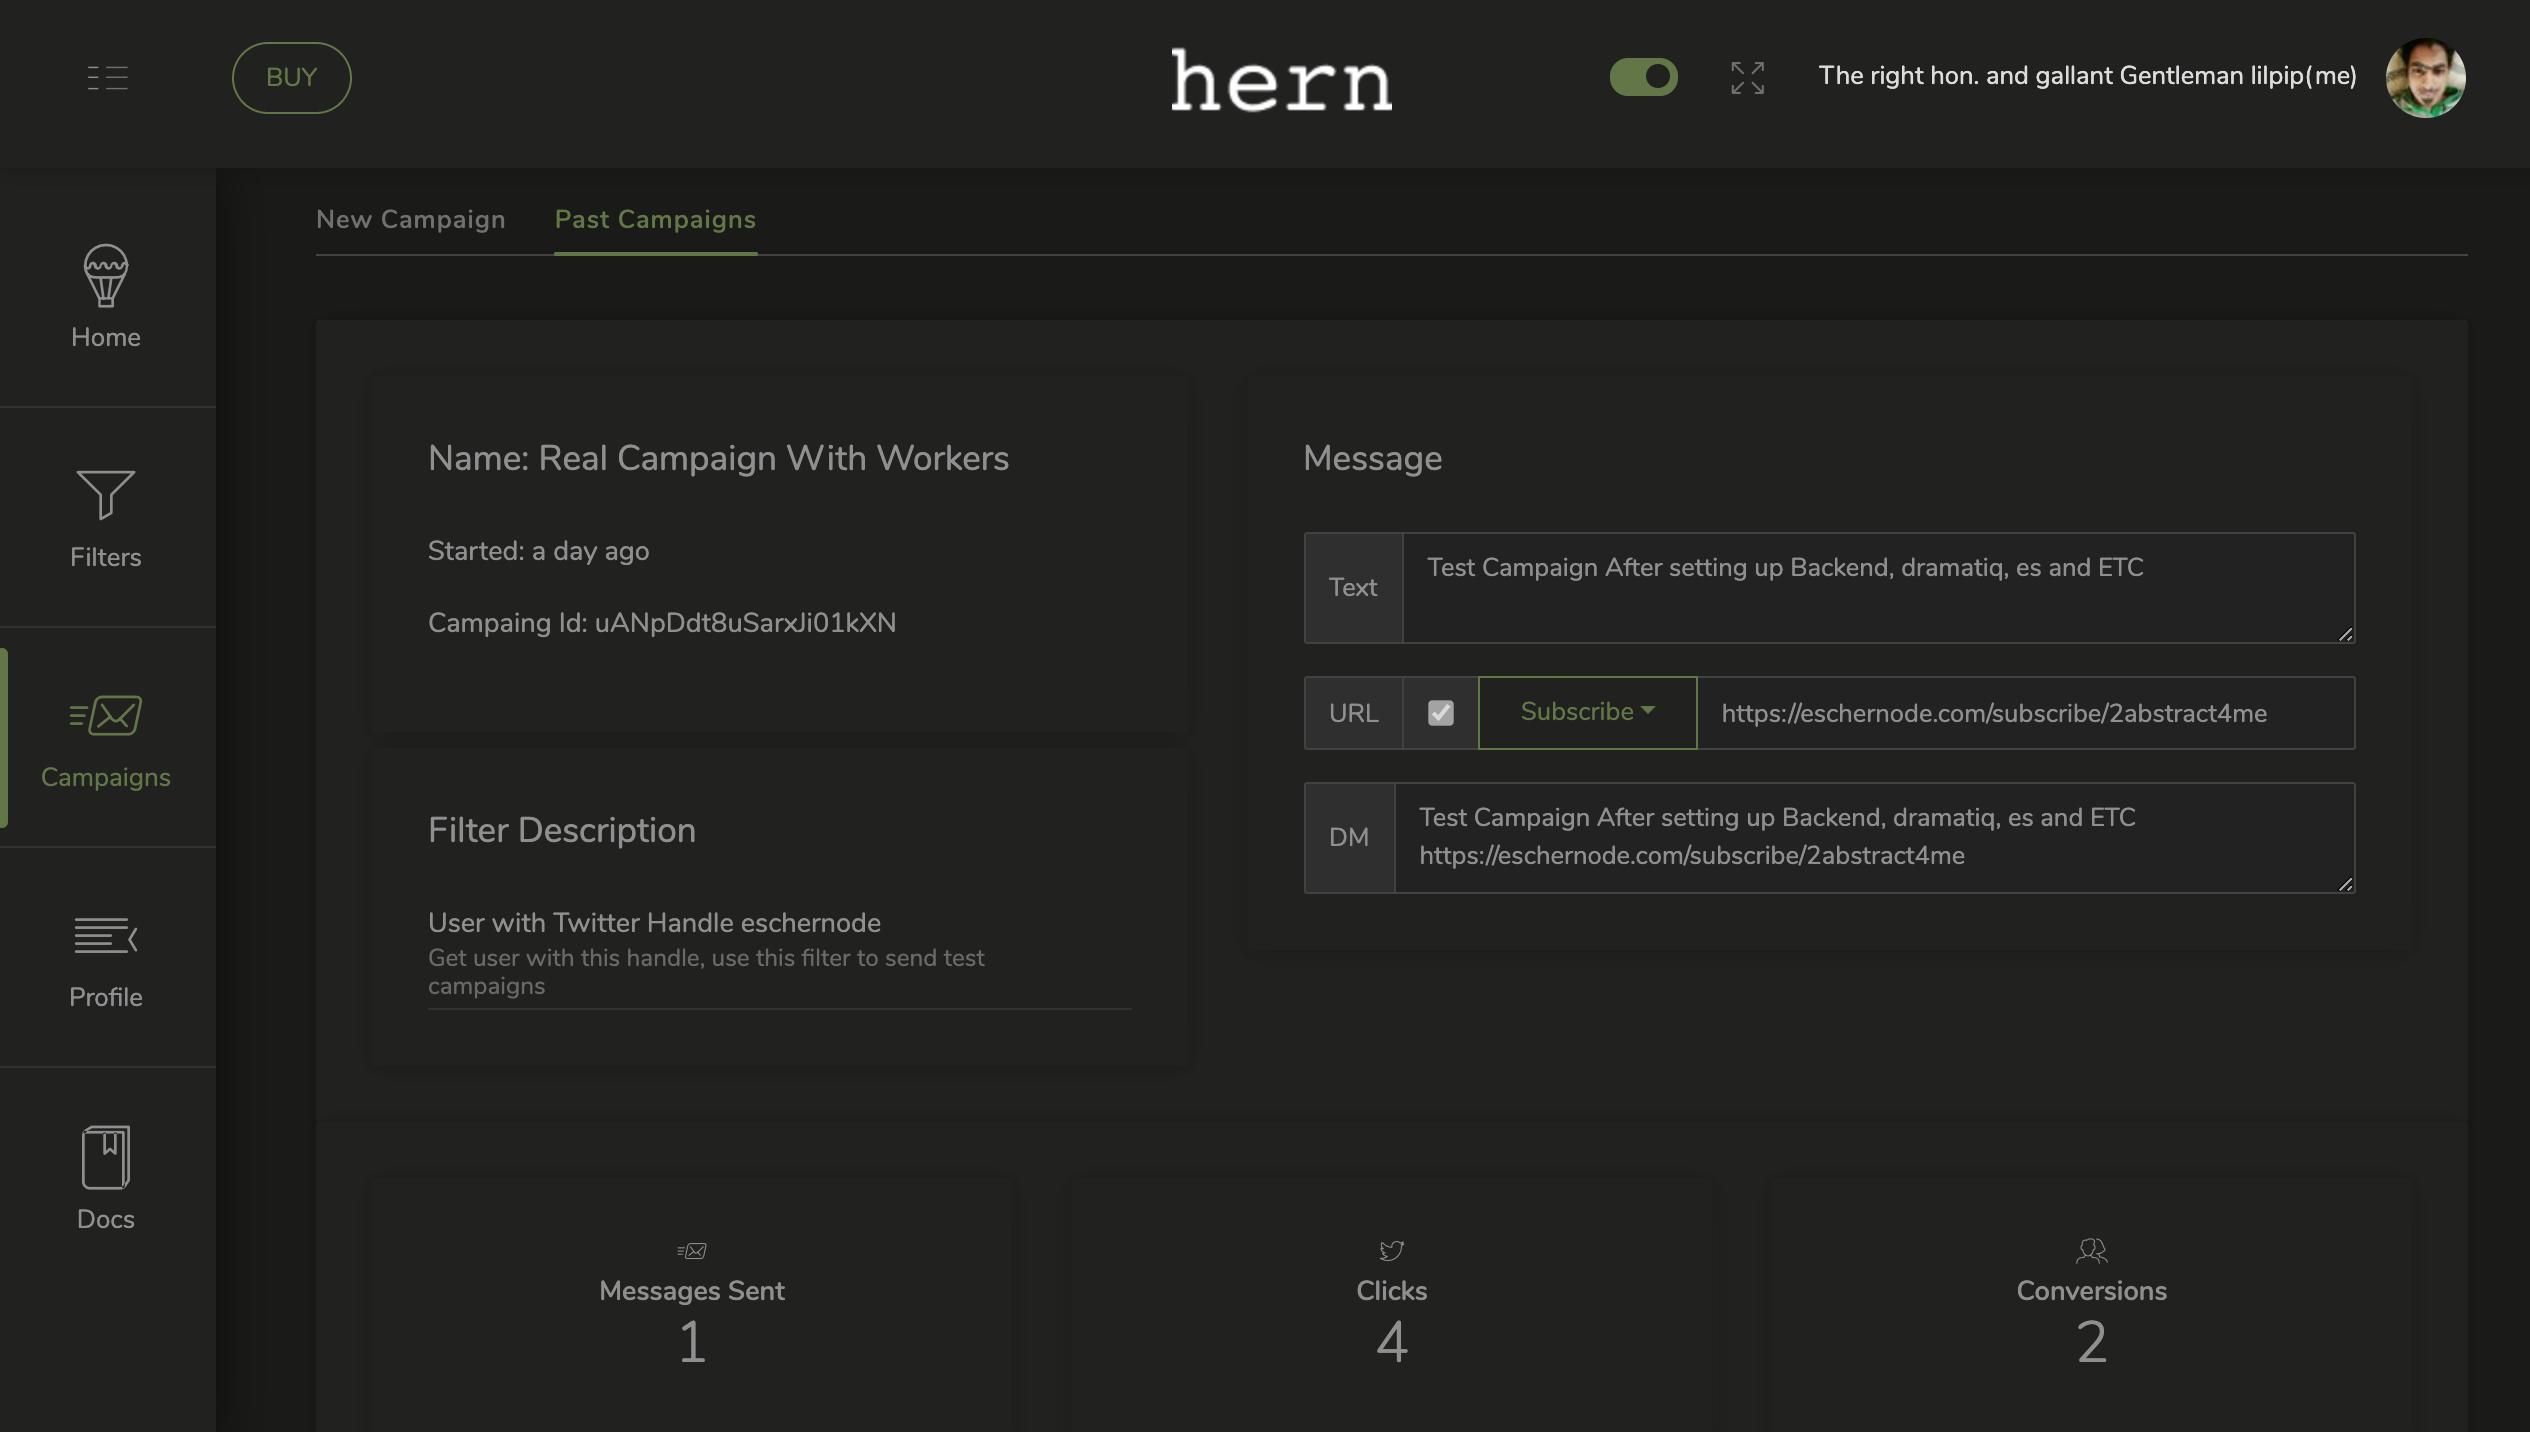 BUY
hern
The right hon. and gallant Gentleman lilpip(me)
New Campaign
Past Campaigns
Home
Filters
Campaigns
Profile
Docs
Name: Real Campaign With Workers
Started: a day ago
Campaing Id: uANpDdt8uSarxJi01kXN
Filter Description
User with Twitter Handle eschernode
Get user with this handle, use this filter to send test
campaigns
Message
Text
Test Campaign After setting up Backend, dramatiq, es and ETC
URL
Subscribe
https://eschernode.com/subscribe/2abstract4me
DM
Test Campaign After setting up Backend, dramatiq, es and ETC
https://eschernode.com/subscribe/2abstract4me
Messages Sent
1
Clicks
4
Conversions
2